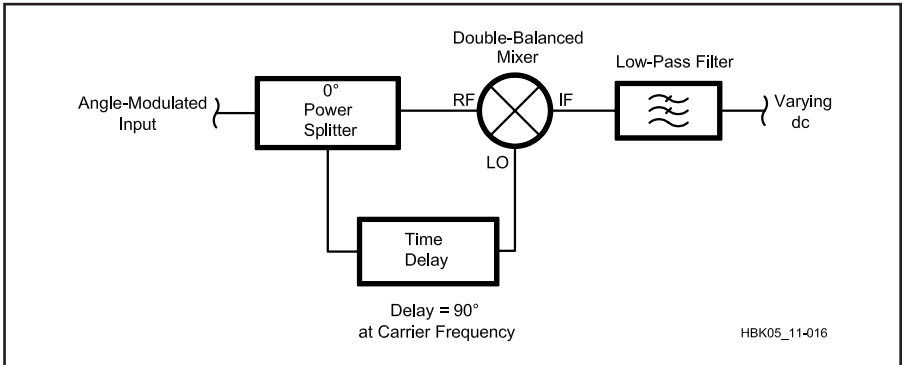 Double-Balanced
Mixer
Low-Pass Filter
Angle-Modulated
Input
0°
Power
Splitter
RF
IF
LO
Varying
dc
Time
Delay
Delay = 90°
at Carrier Frequency
HBK05_11-016